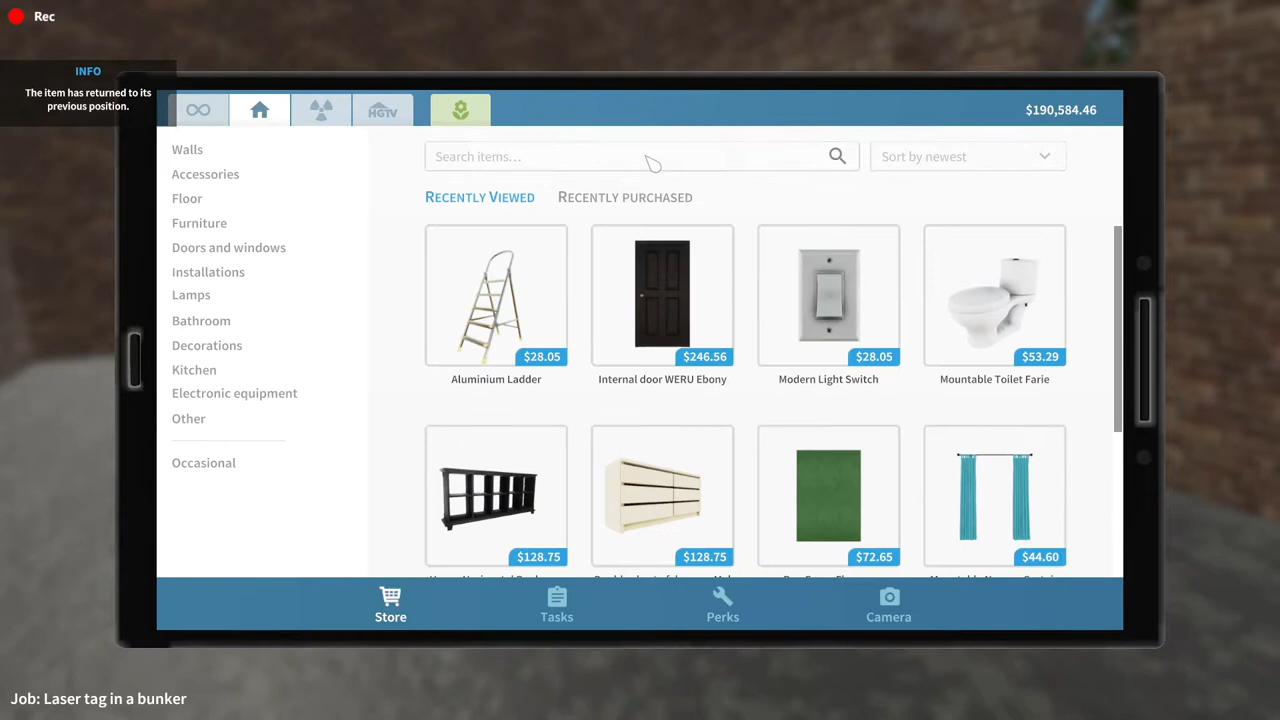 Rec
INFO
The item has returned to its
previous position.
HGTV
$190,584.46
Walls
Accessories
Floor
Furniture
Doors and windows
Installations
Lamps
Bathroom
Decorations
Kitchen
Electronic equipment
Other
Occasional
Search items...
Sort by newest
RECENTLY VIEWED
RECENTLY PURCHASED
$28.05
Aluminium Ladder
$246.56
Internal door WERU Ebony
$28.05
Modern Light Switch
$53.29
Mountable Toilet Farie
$128.75
$128.75
$72.65
$44.60
Store
Tasks
Perks
Camera
Job: Laser tag in a bunker